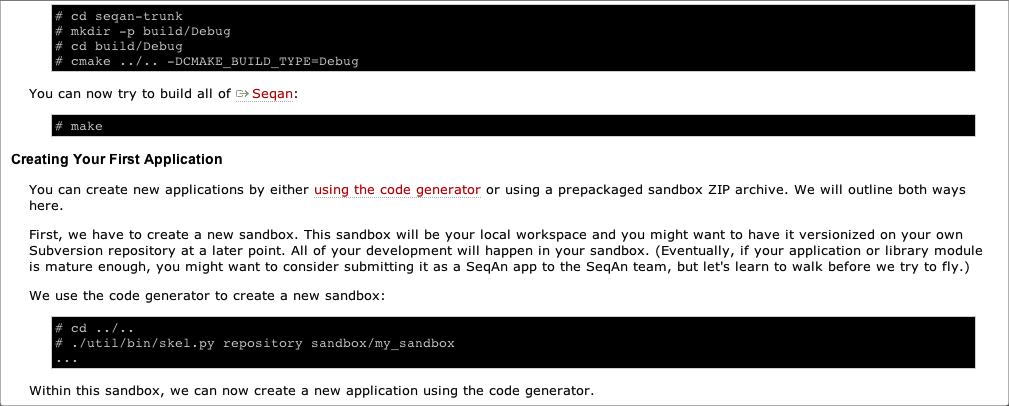 # cd seqan-trunk
# mkdir -p build/Debug
# cd build/Debug
# cmake ../.. -DCMAKE_BUILD_TYPE=Debug
You can now try to build all of Seqan:
# make
Creating Your First Application
You can create new applications by either using the code generator or using a prepackaged sandbox ZIP archive. We will outline both ways
here.
First, we have to create a new sandbox. This sandbox will be your local workspace and you might want to have it versionized on your own
Subversion repository at a later point. All of your development will happen in your sandbox. (Eventually, if your application or library module
is mature enough, you might want to consider submitting it as a SeqAn app to the SeqAn team, but let's learn to walk before we try to fly.)
We use the code generator to create a new sandbox:
# cd ../..
# ./util/bin/skel.py repository sandbox/my_sandbox
...
Within this sandbox, we can now create a new application using the code generator.